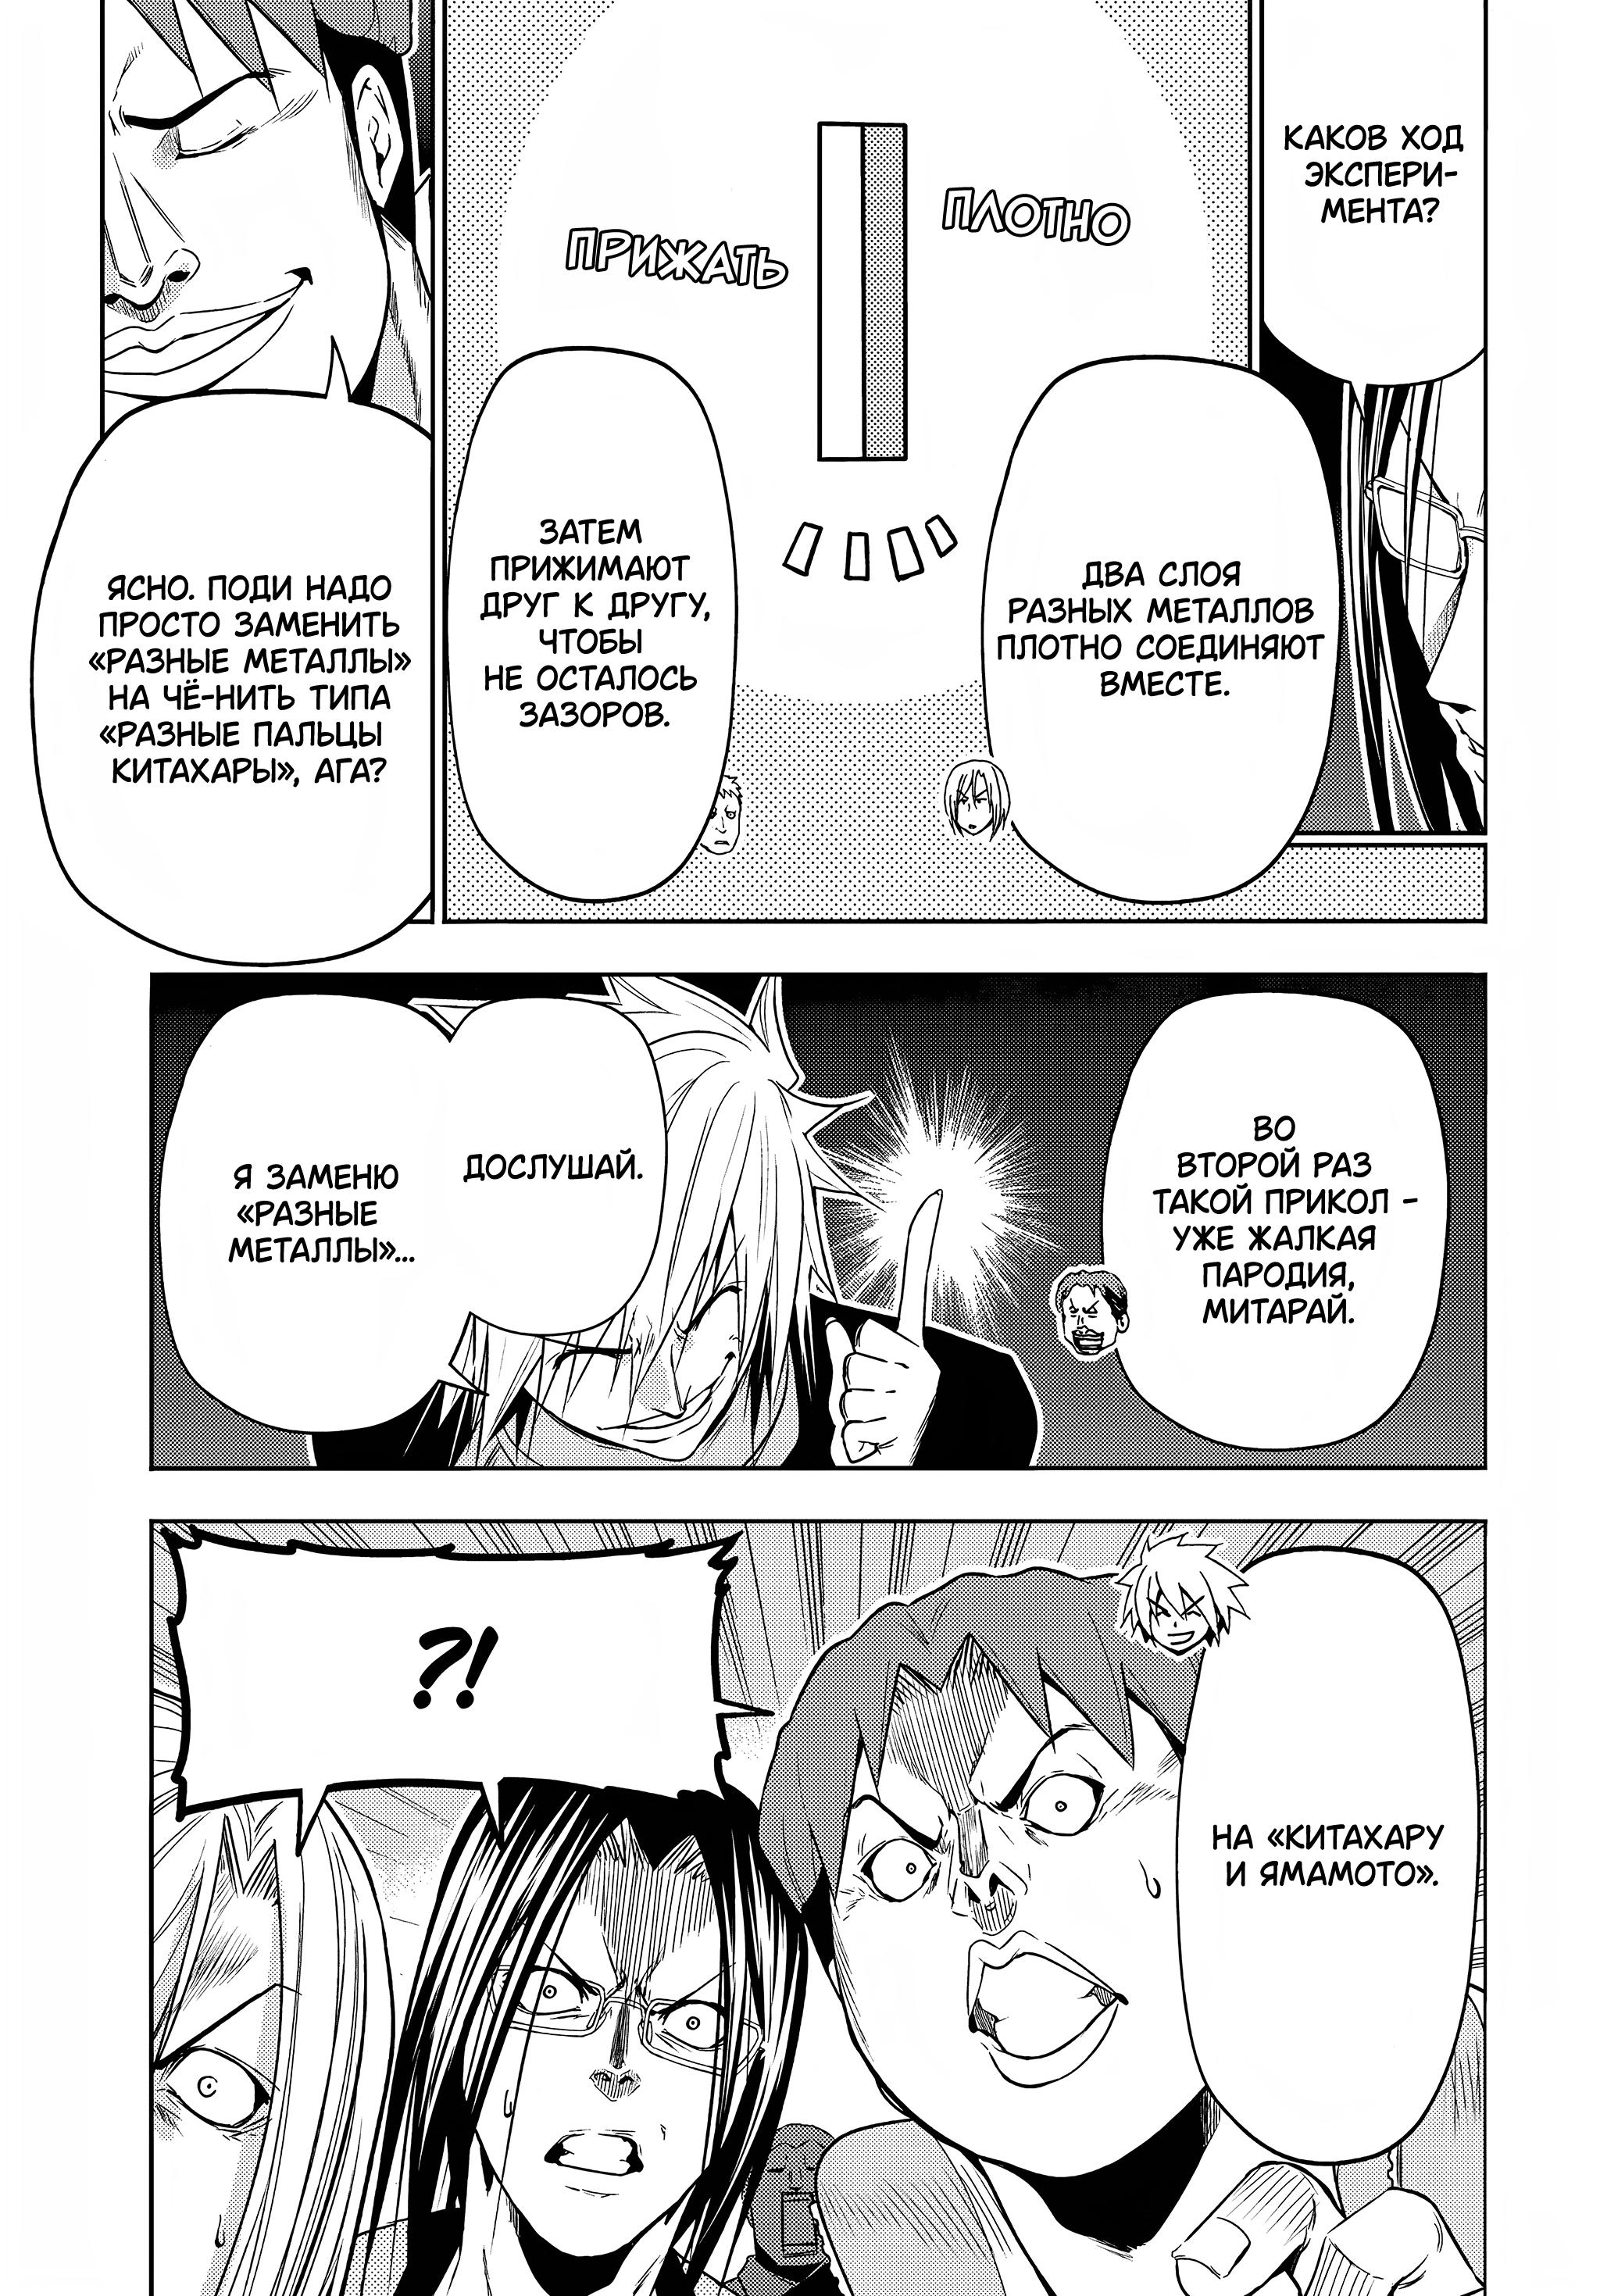 КАКОВ ХОД
ЭКСПЕРИ-
МЕНТА?
ПЛОТНО
ПРИЖАТЬ
ДВА СЛОЯ
РАЗНЫХ МЕТАЛЛОВ
ПЛОТНО СОЕДИНЯЮТ
ВМЕСТЕ.
ЗАТЕМ
ПРИЖИМАЮТ
ДРУГ К ДРУГУ,
ЧТОБЫ
НЕ ОСТАЛОСЬ
ЗАЗОРОВ.
ЯСНО. ПОДИ НАДО
ПРОСТО ЗАМЕНИТЬ
«РАЗНЫЕ МЕТАЛЛЫ»
НА ЧЁ-НИТЬ ТИПА
«РАЗНЫЕ ПАЛЬЦЫ
КИТАХАРЫ», АГА?
ВО
ВТОРОЙ РАЗ
ТАКОЙ ПРИКОЛ –
УЖЕ ЖАЛКАЯ
ПАРОДИЯ,
МИТАРАЙ.
ДОСЛУШАЙ.
Я ЗАМЕНЮ
«РАЗНЫЕ
МЕТАЛЛЫ»...
НА «КИТАХАРУ
И ЯМАМОТО».
?!